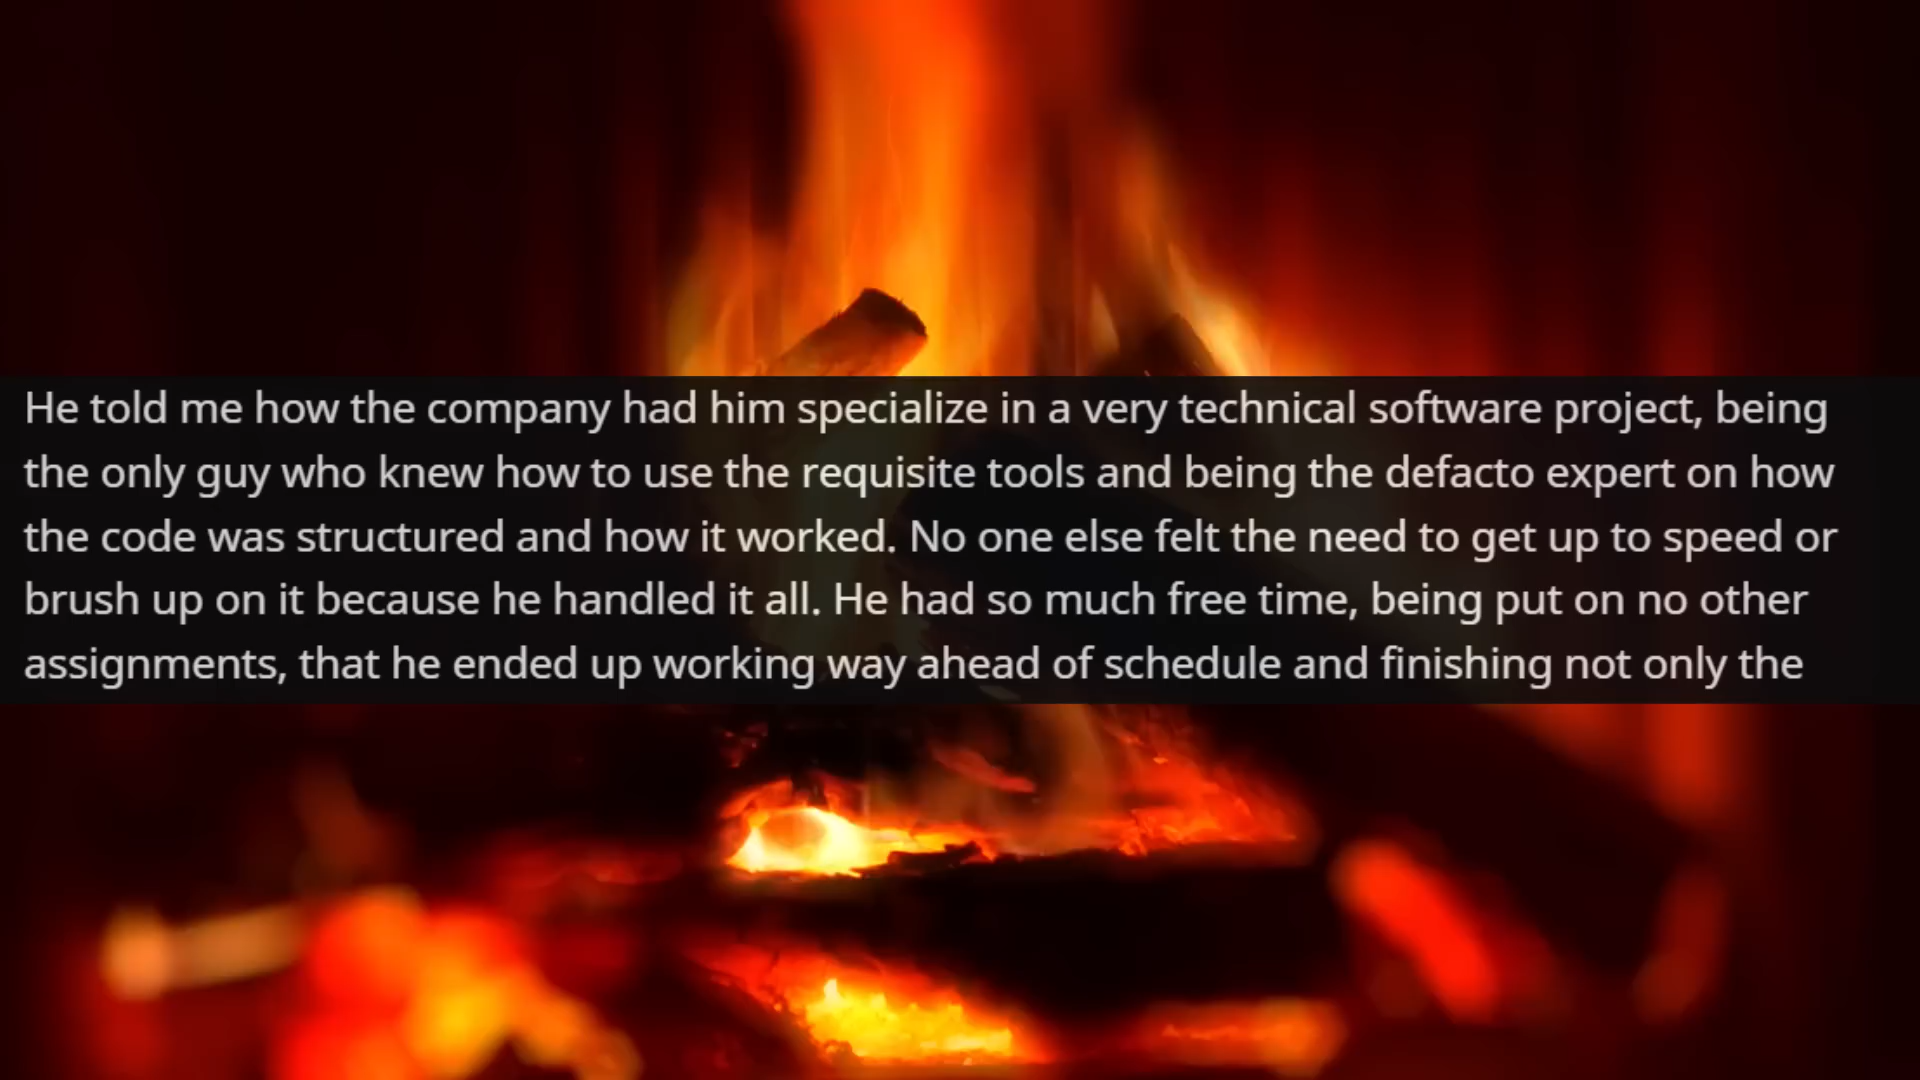 He told me how the company had him specialize in a very technical software project, being
the only guy who knew how to use the requisite tools and being the defacto expert on how
the code was structured and how it worked. No one else felt the need to get up to speed or
brush up on it because he handled it all. He had so much free time, being put on no other
assignments, that he ended up working way ahead of schedule and finishing not only the